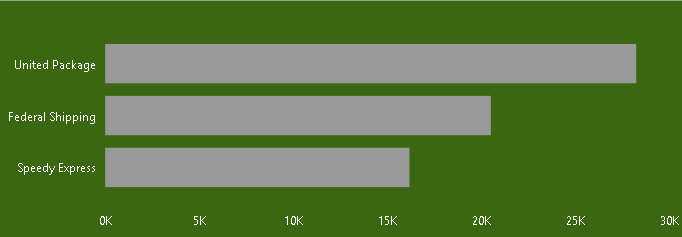 United Package
Federal Shipping
Speedy Express
0K 5K 10K 15K 20K 25K 30K